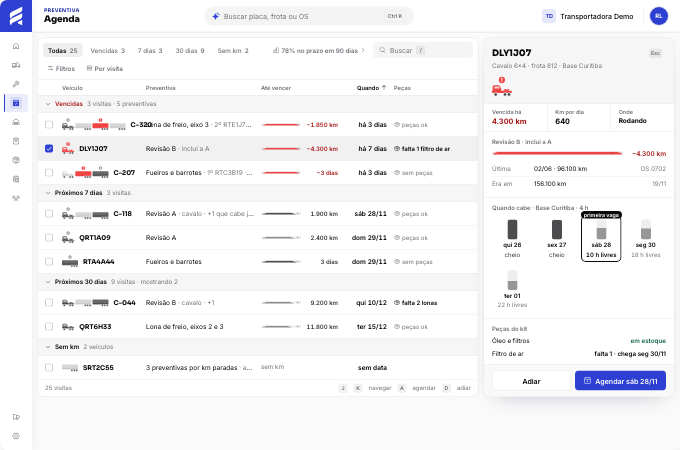 PREVENTIVA
Agenda
Buscar placa, frota ou OS
Ctrl K
TD Transportadora Demo
RL
Todas 25
Vencidas 3
7 dias 3
30 dias 9
Sem km 2
78% no prazo em 90 dias
Buscar /
Filtros
Por visita
Veículo Preventiva Até vencer Quando Peças
Vencidas 3 visitas · 5 preventivas
C-320 Lona de freio, eixo 3 · 2º RTE1J7... −1.850 km há 3 dias peças ok
DLY1J07 Revisão B · inclui a A −4.300 km há 7 dias falta 1 filtro de ar
C-207 Fueiros e barrotes · 1º RTC3B19 ·... −3 dias há 3 dias sem peças
Próximos 7 dias 3 visitas
C-118 Revisão A · cavalo · +1 que cabe j... 1.900 km sáb 28/11 peças ok
QRT1A09 Revisão A 2.400 km dom 29/11 peças ok
RTA4A44 Fueiros e barrotes 3 dias dom 29/11 sem peças
Próximos 30 dias 9 visitas · mostrando 2
C-044 Revisão B · cavalo · +1 9.200 km qui 10/12 falta 2 lonas
QRT6H33 Lona de freio, eixos 2 e 3 11.800 km ter 15/12 peças ok
Sem km 2 veículos
SRT2C55 3 preventivas por km paradas · a... sem km sem data
25 visitas
J K navegar A agendar D adiar
DLY1J07
Esc
Cavalo 6×4 · frota 812 · Base Curitiba
Vencida há
4.300 km
Km por dia
640
Onde
Rodando
Revisão B · inclui a A
−4.300 km
Última 02/06 · 96.100 km OS 0702
Era em 156.100 km 19/11
Quando cabe · Base Curitiba · 4 h
primeira vaga
qui 26
cheio
sex 27
cheio
sáb 28
10 h livres
seg 30
18 h livres
ter 01
22 h livres
Peças do kit
Óleo e filtros em estoque
Filtro de ar falta 1 · chega seg 30/11
Adiar
Agendar sáb 28/11